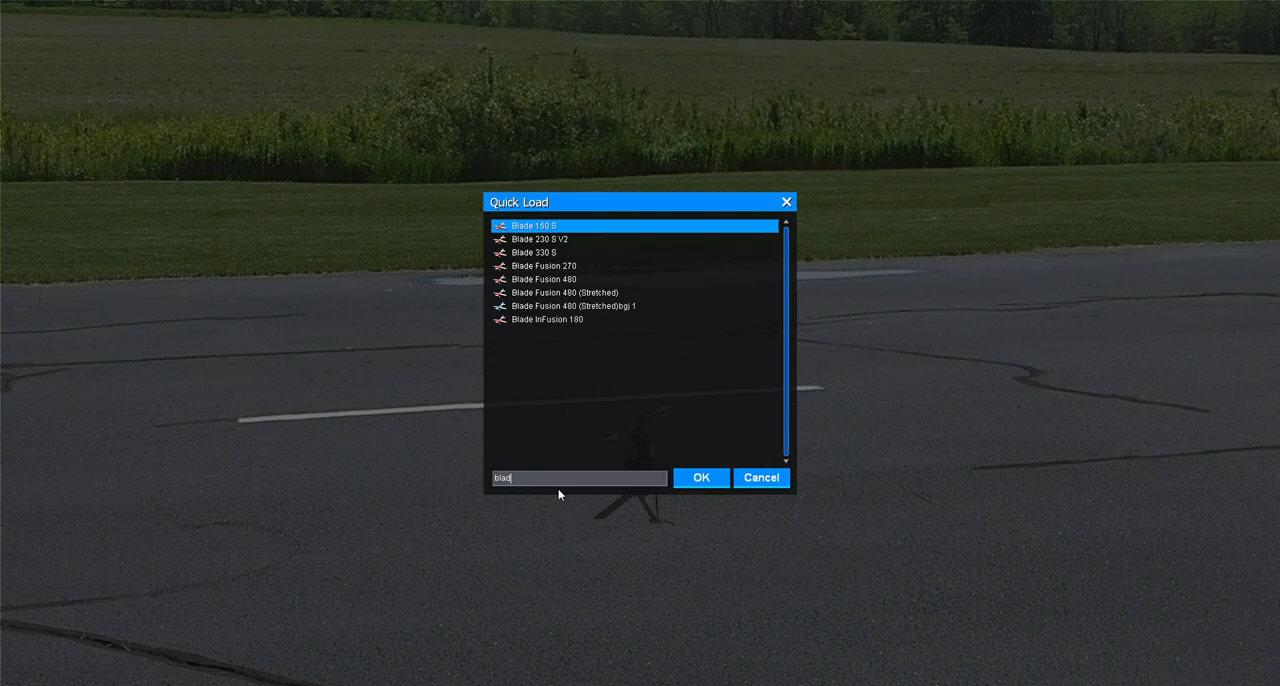 Quick Load
Blade 150 S
Blade 230 S V2
Blade 330 S
Blade Fusion 270
Blade Fusion 480
Blade Fusion 480 (Stretched)
Blade Fusion 480 (Stretched)bgj 1
Blade InFusion 180
blad
OK
Cancel